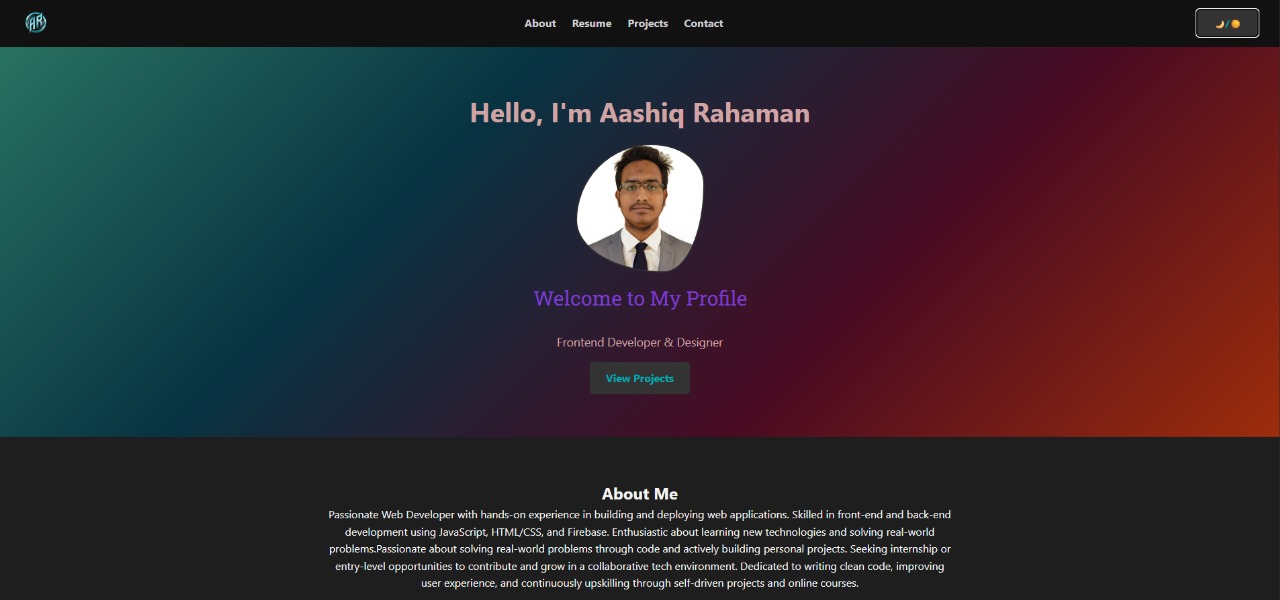 AR
About Resume Projects Contact
/
Hello, I'm Aashiq Rahaman
Welcome to My Profile
Frontend Developer & Designer
View Projects
About Me
Passionate Web Developer with hands-on experience in building and deploying web applications. Skilled in front-end and back-end
development using JavaScript, HTML/CSS, and Firebase. Enthusiastic about learning new technologies and solving real-world
problems.Passionate about solving real-world problems through code and actively building personal projects. Seeking internship or
entry-level opportunities to contribute and grow in a collaborative tech environment. Dedicated to writing clean code, improving
user experience, and continuously upskilling through self-driven projects and online courses.